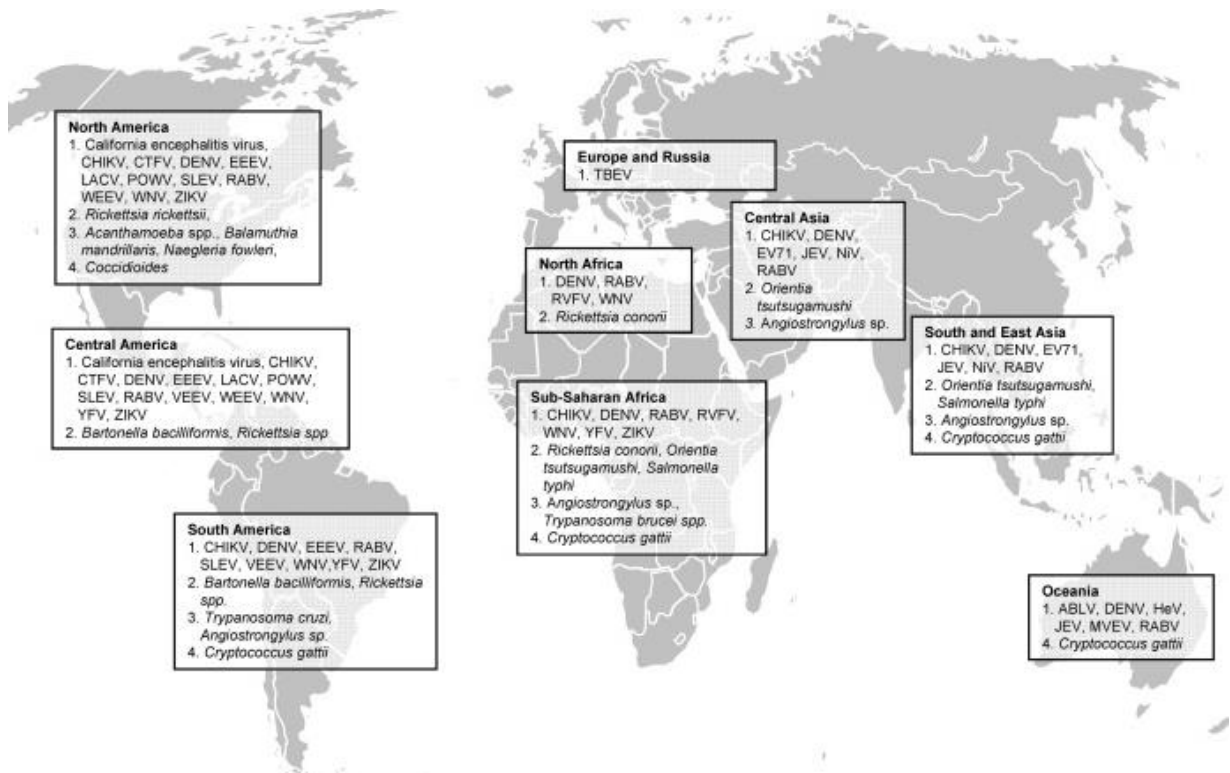 North America
1. California encephalitis virus,
CHIKV, CTFV, DENV, EEEV,
LACV, POWV, SLEV, RABV,
WEEV, WNV, ZIKV
2. Rickettsia rickettsii,
3. Acanthamoeba spp., Balamuthia
mandrillaris, Naegleria fowleri,
4. Coccidioides
Central America
1. California encephalitis virus, CHIKV,
CTFV, DENV, EEEV, LACV, POWV,
SLEV, RABV, VEEV, WEEV, WNV,
YFV, ZIKV
2. Bartonella bacilliformis, Rickettsia spp
South America
1. CHIKV, DENV, EEEV, RABV,
SLEV, VEEV, WNV,YFV, ZIKV
2. Bartonella bacilliformis, Rickettsia
spp.
3. Trypanosoma cruzi,
Angiostrongylus sp.
4. Cryptococcus gattii
Europe and Russia
1. TBEV
North Africa
1. DENV, RABV,
RVFV, WNV
2. Rickettsia conorii
Sub-Saharan Africa
1. CHIKV, DENV, RABV, RVFV,
WNV, YFV, ZIKV
2. Rickettsia conorii, Orientia
tsutsugamushi, Salmonella
typhi
3. Angiostrongylus sp.,
Trypanosoma brucei spp.
4. Cryptococcus gattii
Central Asia
1. CHIKV, DENV,
EV71, JEV, NiV,
RABV
2. Orientia
tsutsugamushi
3. Angiostrongylus sp.
South and East Asia
1. CHIKV, DENV, EV71,
JEV, NiV, RABV
2. Orientia tsutsugamushi,
Salmonella typhi
3. Angiostrongylus sp.
4. Cryptococcus gattii
Oceania
1. ABLV, DENV, HeV,
JEV, MVEV, RABV
4. Cryptococcus gattii